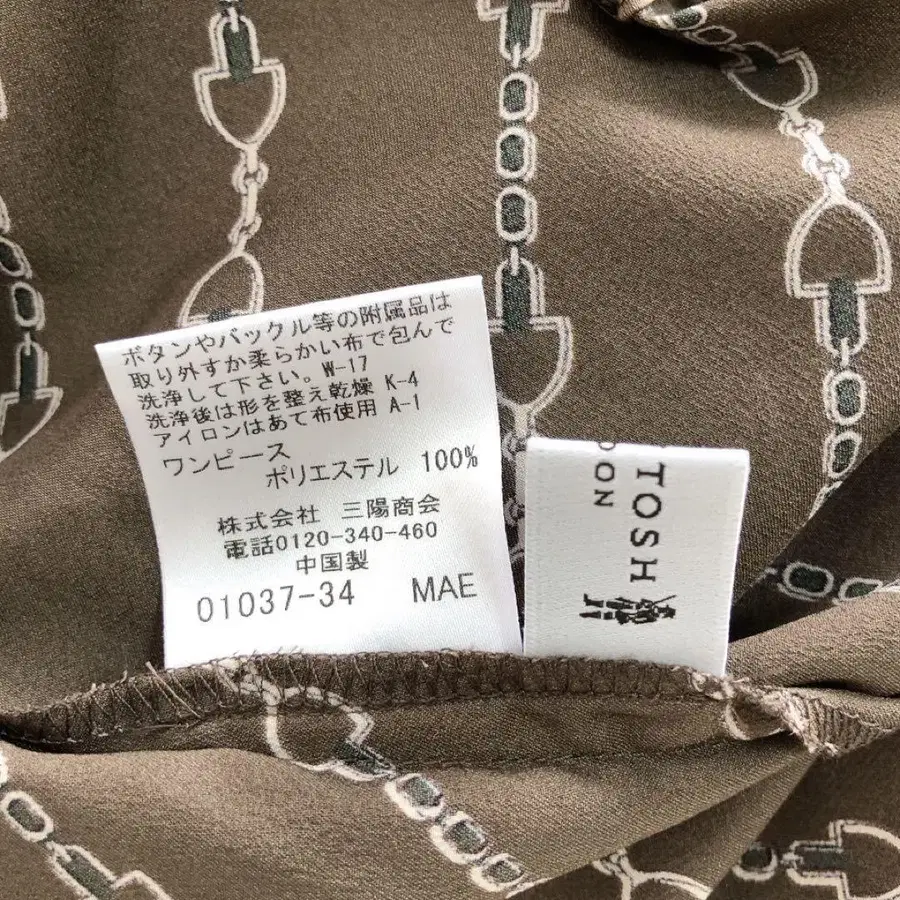 ボタンやバックル等の附属品は
取り外すか柔らかい布で包んで
洗浄して下さい。W-17
洗浄後は形を整え乾燥 K-4
アイロンはあて布使用 A-1
ワンピース
ポリエステル 100%
株式会社 三陽商会
電話0120-340-460
中国製
01037-34 MAE
TOSH
DON